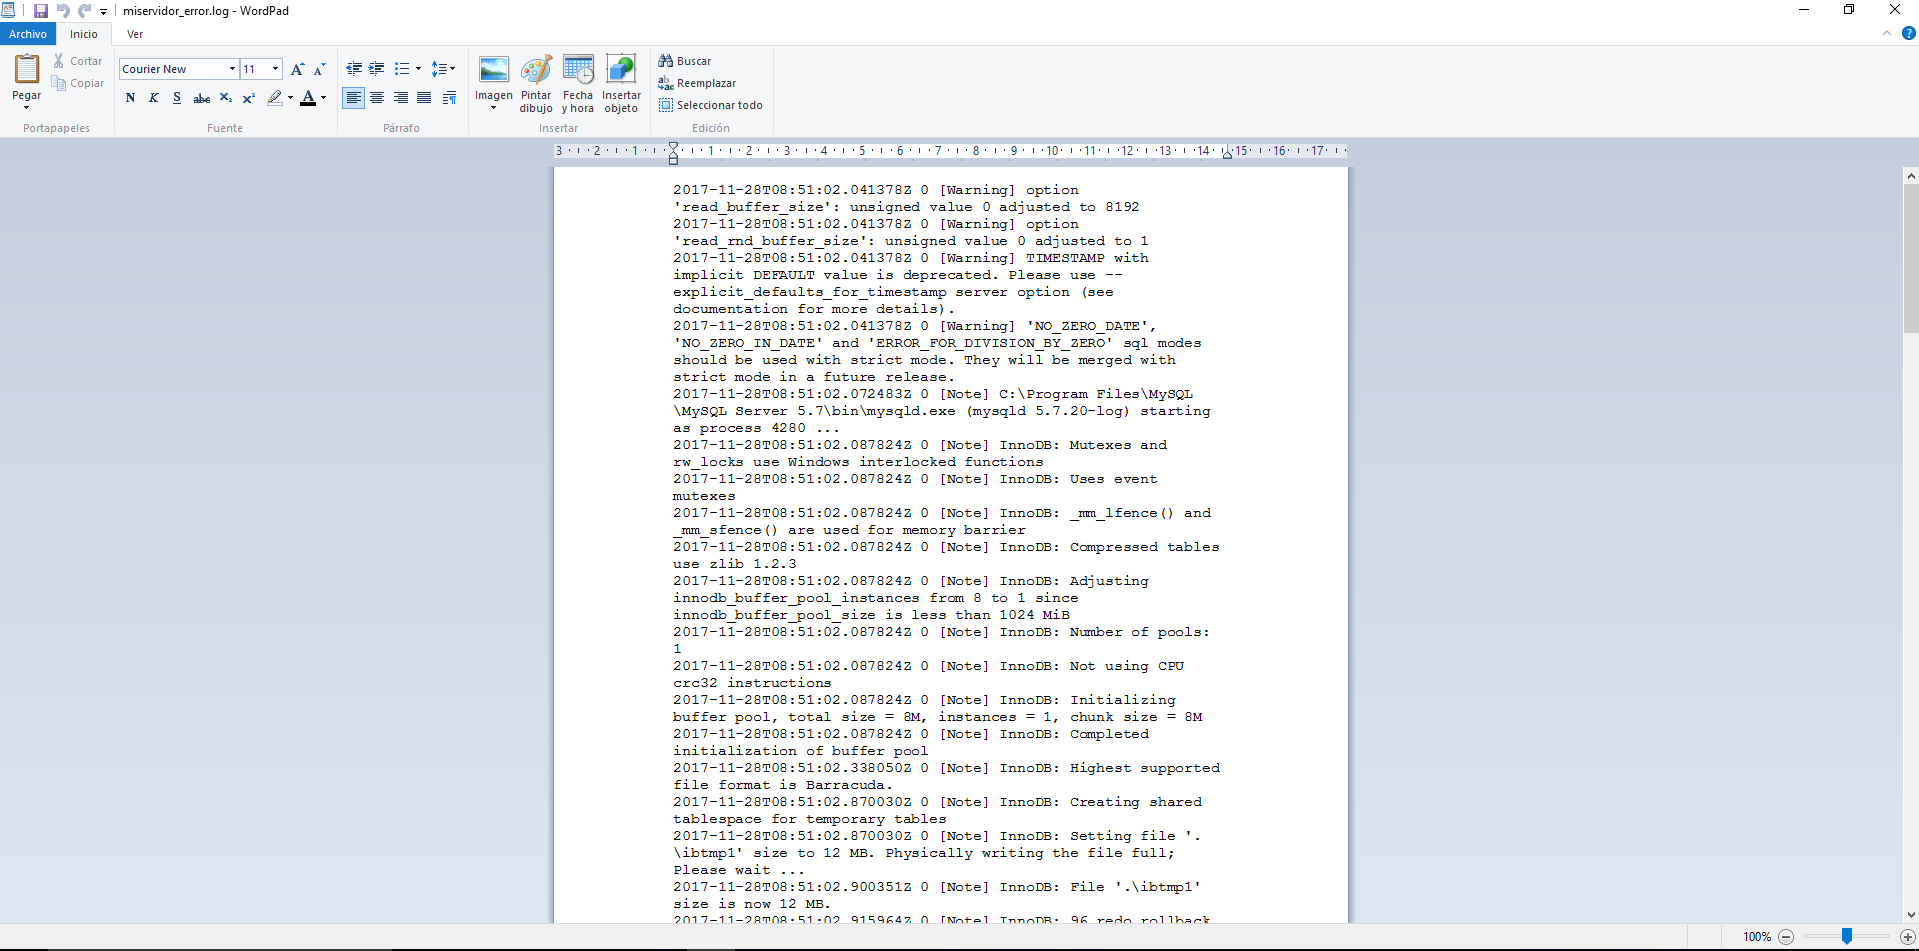 miservidor_error.log - WordPad
Archivo Inicio Ver
Pegar
Cortar
Copiar
Portapapeles
Courier New 11
A A
N K S abc X₂ X² A
Fuente
Párrafo
Imagen
Pintar dibujo
Fecha y hora
Insertar objeto
Insertar
Buscar
Reemplazar
Seleccionar todo
Edición
3 2 1 1 2 3 4 5 6 7 8 9 10 11 12 13 14 15 16 17
2017-11-28T08:51:02.041378Z 0 [Warning] option
'read_buffer_size': unsigned value 0 adjusted to 8192
2017-11-28T08:51:02.041378Z 0 [Warning] option
'read_rnd_buffer_size': unsigned value 0 adjusted to 1
2017-11-28T08:51:02.041378Z 0 [Warning] TIMESTAMP with
implicit DEFAULT value is deprecated. Please use --
explicit_defaults_for_timestamp server option (see
documentation for more details).
2017-11-28T08:51:02.041378Z 0 [Warning] 'NO_ZERO_DATE',
'NO_ZERO_IN_DATE' and 'ERROR_FOR_DIVISION_BY_ZERO' sql modes
should be used with strict mode. They will be merged with
strict mode in a future release.
2017-11-28T08:51:02.072483Z 0 [Note] C:\Program Files\MySQL
\MySQL Server 5.7\bin\mysqld.exe (mysqld 5.7.20-log) starting
as process 4280 ...
2017-11-28T08:51:02.087824Z 0 [Note] InnoDB: Mutexes and
rw_locks use Windows interlocked functions
2017-11-28T08:51:02.087824Z 0 [Note] InnoDB: Uses event
mutexes
2017-11-28T08:51:02.087824Z 0 [Note] InnoDB: _mm_lfence() and
_mm_sfence() are used for memory barrier
2017-11-28T08:51:02.087824Z 0 [Note] InnoDB: Compressed tables
use zlib 1.2.3
2017-11-28T08:51:02.087824Z 0 [Note] InnoDB: Adjusting
innodb_buffer_pool_instances from 8 to 1 since
innodb_buffer_pool_size is less than 1024 MiB
2017-11-28T08:51:02.087824Z 0 [Note] InnoDB: Number of pools:
1
2017-11-28T08:51:02.087824Z 0 [Note] InnoDB: Not using CPU
crc32 instructions
2017-11-28T08:51:02.087824Z 0 [Note] InnoDB: Initializing
buffer pool, total size = 8M, instances = 1, chunk size = 8M
2017-11-28T08:51:02.087824Z 0 [Note] InnoDB: Completed
initialization of buffer pool
2017-11-28T08:51:02.338050Z 0 [Note] InnoDB: Highest supported
file format is Barracuda.
2017-11-28T08:51:02.870030Z 0 [Note] InnoDB: Creating shared
tablespace for temporary tables
2017-11-28T08:51:02.870030Z 0 [Note] InnoDB: Setting file '.
\ibtmp1' size to 12 MB. Physically writing the file full;
Please wait ...
2017-11-28T08:51:02.900351Z 0 [Note] InnoDB: File '.\ibtmp1'
size is now 12 MB.
2017-11-28T08:51:02.915964Z 0 [Note] InnoDB: 96 redo rollback
100%